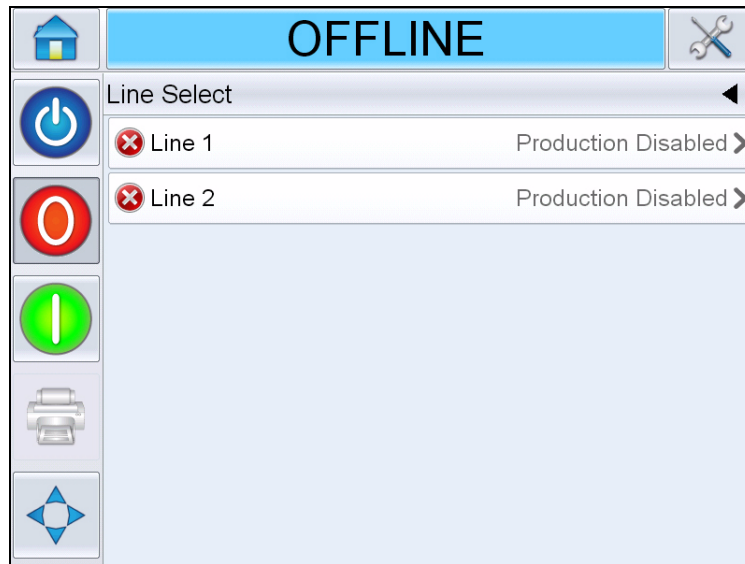 OFFLINE
Line Select
Line 1 Production Disabled
Line 2 Production Disabled